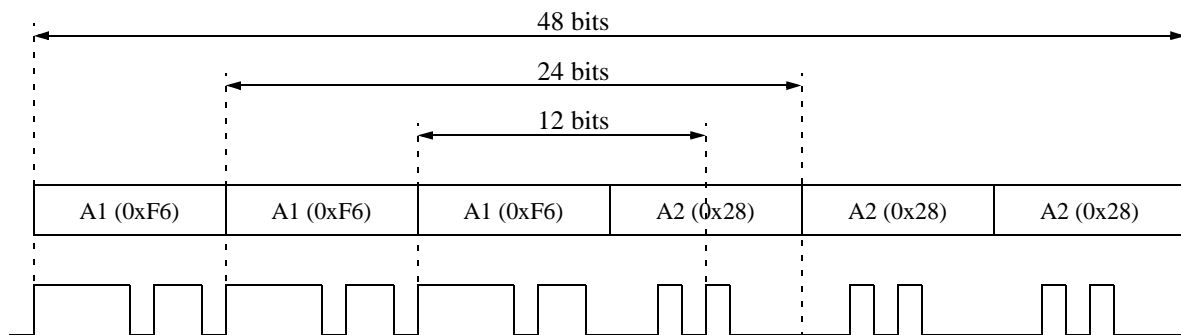 48 bits
24 bits
12 bits
A1 (0xF6) A1 (0xF6) A1 (0xF6) A2 (0x28) A2 (0x28) A2 (0x28)